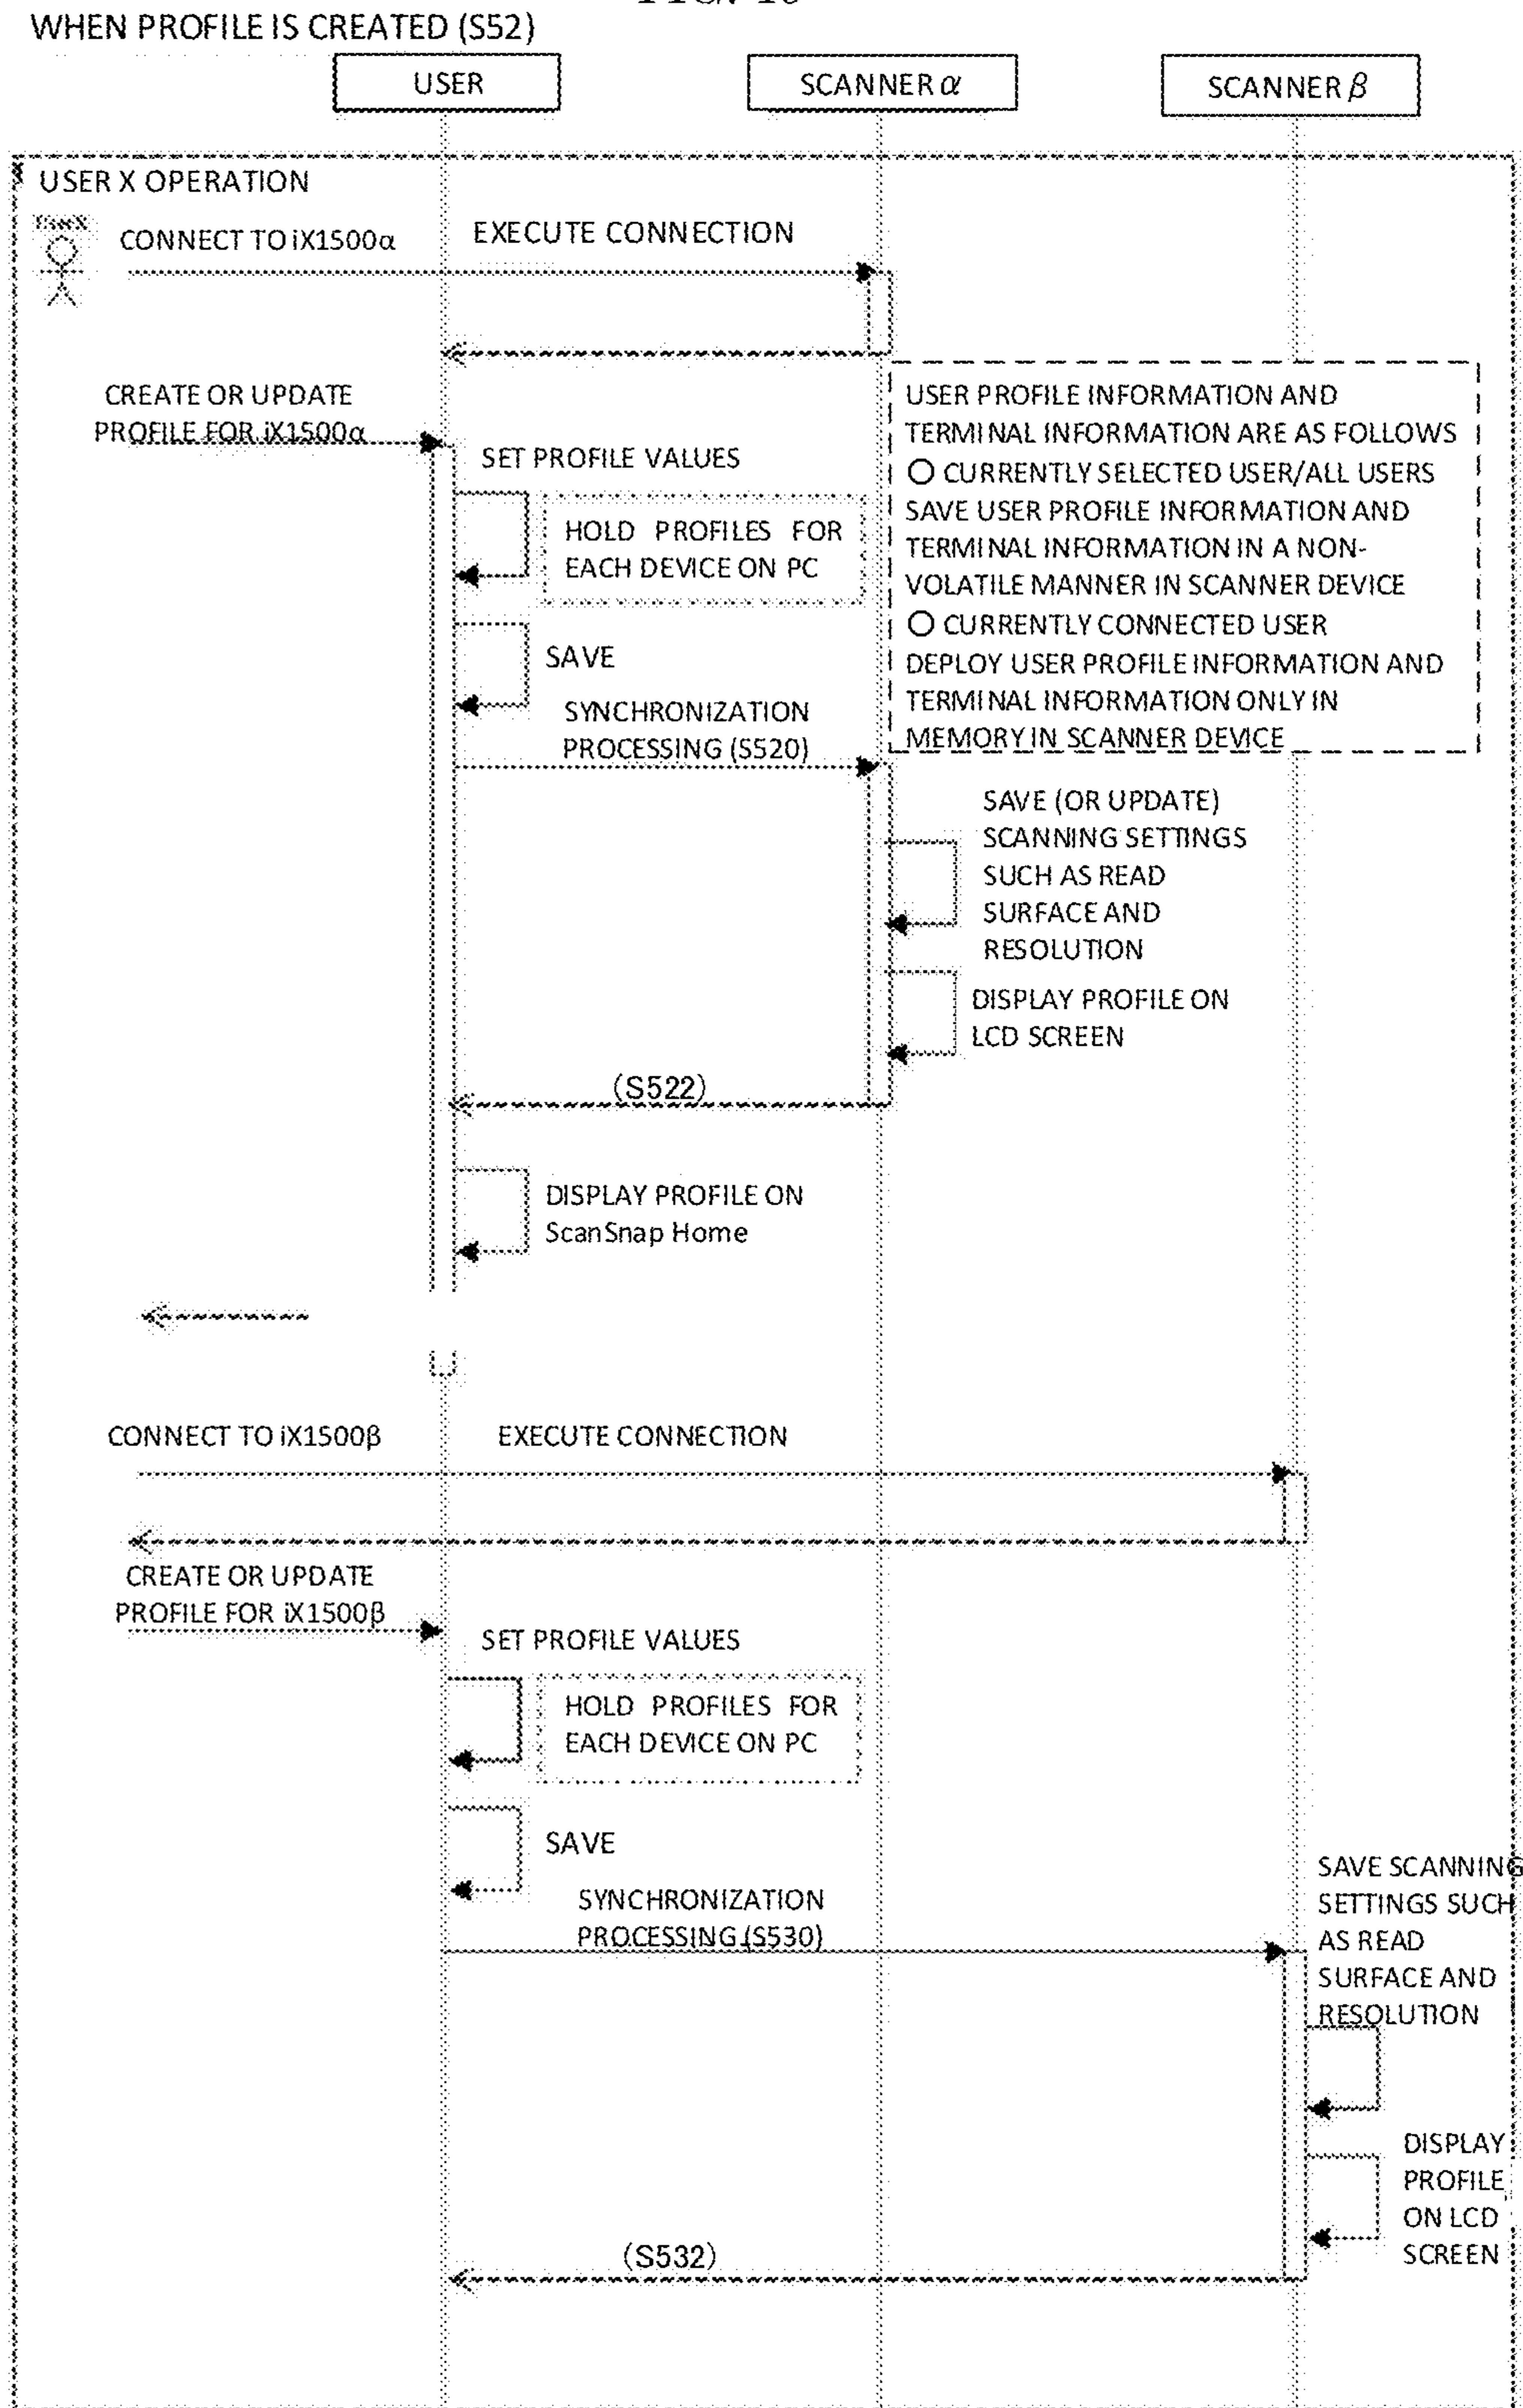 WHEN PROFILE IS CREATED (S52)
USER
SCANNER α
SCANNER β
USER X OPERATION
CONNECT TO iX1500α
EXECUTE CONNECTION
CREATE OR UPDATE
PROFILE FOR iX1500α
USER PROFILE INFORMATION AND
TERMINAL INFORMATION ARE AS FOLLOWS
○ CURRENTLY SELECTED USER/ALL USERS
SAVE USER PROFILE INFORMATION AND
TERMINAL INFORMATION IN A NON-
VOLATILE MANNER IN SCANNER DEVICE
○ CURRENTLY CONNECTED USER
DEPLOY USER PROFILE INFORMATION AND
TERMINAL INFORMATION ONLY IN
MEMORY IN SCANNER DEVICE
SET PROFILE VALUES
HOLD PROFILES FOR
EACH DEVICE ON PC
SAVE
SYNCHRONIZATION
PROCESSING (S520)
SAVE (OR UPDATE)
SCANNING SETTINGS
SUCH AS READ
SURFACE AND
RESOLUTION
DISPLAY PROFILE ON
LCD SCREEN
(S522)
DISPLAY PROFILE ON
ScanSnap Home
CONNECT TO iX1500β
EXECUTE CONNECTION
CREATE OR UPDATE
PROFILE FOR iX1500β
SET PROFILE VALUES
HOLD PROFILES FOR
EACH DEVICE ON PC
SAVE
SYNCHRONIZATION
PROCESSING (S530)
SAVE SCANNING
SETTINGS SUCH
AS READ
SURFACE AND
RESOLUTION
DISPLAY
PROFILE
ON LCD
SCREEN
(S532)